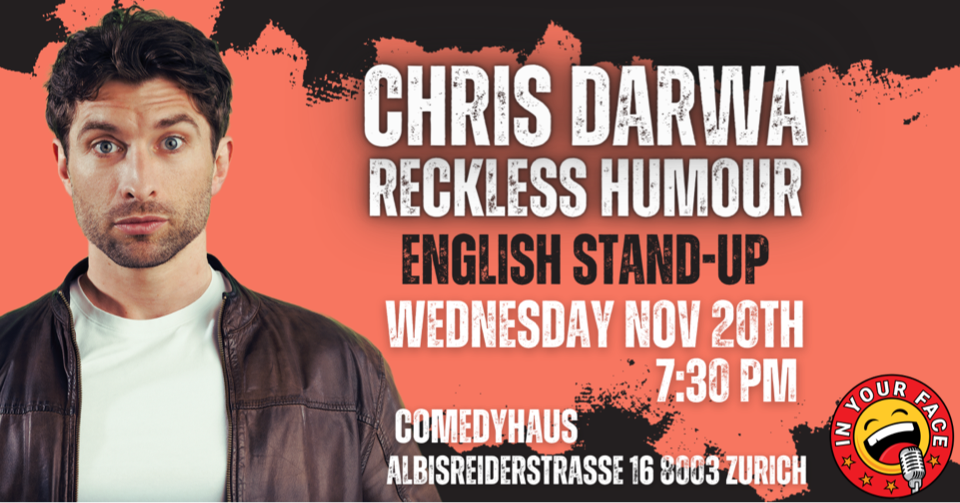 CHRIS DARWA
RECKLESS HUMOUR
ENGLISH STAND-UP
WEDNESDAY NOV 20TH
7:30 PM
COMEDYHAUS
ALBISREIDERSTRASSE 16 8003 ZURICH
IN YOUR FACE